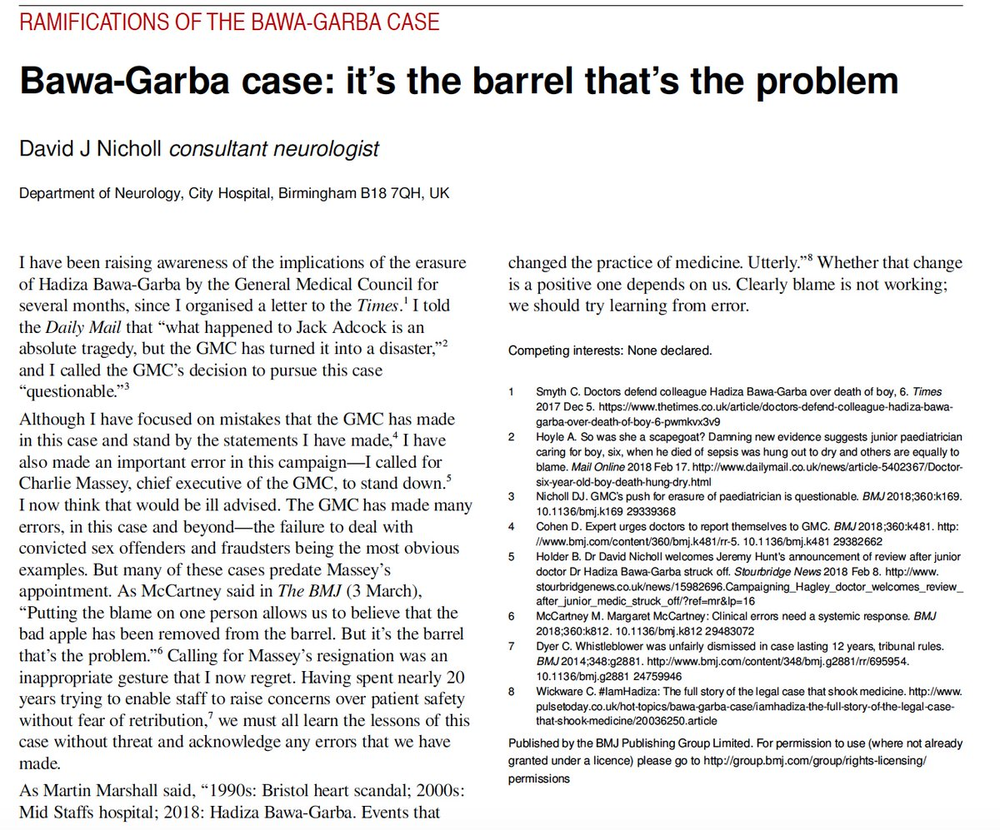 RAMIFICATIONS OF THE BAWA-GARBA CASE
Bawa-Garba case: it’s the barrel that’s the problem
David J Nicholl consultant neurologist
Department of Neurology, City Hospital, Birmingham B18 7QH, UK
I have been raising awareness of the implications of the erasure
of Hadiza Bawa-Garba by the General Medical Council for
several months, since I organised a letter to the Times.1 I told
the Daily Mail that “what happened to Jack Adcock is an
absolute tragedy, but the GMC has turned it into a disaster,”2
and I called the GMC’s decision to pursue this case
“questionable.”3
Although I have focused on mistakes that the GMC has made
in this case and stand by the statements I have made,4 I have
also made an important error in this campaign—I called for
Charlie Massey, chief executive of the GMC, to stand down.5
I now think that would be ill advised. The GMC has made many
errors, in this case and beyond—the failure to deal with
convicted sex offenders and fraudsters being the most obvious
examples. But many of these cases predate Massey’s
appointment. As McCartney said in The BMJ (3 March),
“Putting the blame on one person allows us to believe that the
bad apple has been removed from the barrel. But it’s the barrel
that’s the problem.”6 Calling for Massey’s resignation was an
inappropriate gesture that I now regret. Having spent nearly 20
years trying to enable staff to raise concerns over patient safety
without fear of retribution,7 we must all learn the lessons of this
case without threat and acknowledge any errors that we have
made.
As Martin Marshall said, “1990s: Bristol heart scandal; 2000s:
Mid Staffs hospital; 2018: Hadiza Bawa-Garba. Events that
changed the practice of medicine. Utterly.”8 Whether that change
is a positive one depends on us. Clearly blame is not working;
we should try learning from error.
Competing interests: None declared.
1 Smyth C. Doctors defend colleague Hadiza Bawa-Garba over death of boy, 6. Times
2017 Dec 5. https://www.thetimes.co.uk/article/doctors-defend-colleague-hadiza-bawa-
garba-over-death-of-boy-6-pwmkvx3v9
2 Hoyle A. So was she a scapegoat? Damning new evidence suggests junior paediatrician
caring for boy, six, when he died of sepsis was hung out to dry and others are equally to
blame. Mail Online 2018 Feb 17. http://www.dailymail.co.uk/news/article-5402367/Doctor-
six-year-old-boy-death-hung-dry.html
3 Nicholl DJ. GMC’s push for erasure of paediatrician is questionable. BMJ 2018;360:k169.
10.1136/bmj.k169 29339368
4 Cohen D. Expert urges doctors to report themselves to GMC. BMJ 2018;360:k481. http:
//www.bmj.com/content/360/bmj.k481/rr-5. 10.1136/bmj.k481 29382662
5 Holder B. Dr David Nicholl welcomes Jeremy Hunt’s announcement of review after junior
doctor Dr Hadiza Bawa-Garba struck off. Stourbridge News 2018 Feb 8. http://www.
stourbridgenews.co.uk/news/15982696.Campaigning_Hagley_doctor_welcomes_review_
after_junior_medic_struck_off/?ref=mr&lp=16
6 McCartney M. Margaret McCartney: Clinical errors need a systemic response. BMJ
2018;360:k812. 10.1136/bmj.k812 29483072
7 Dyer C. Whistleblower was unfairly dismissed in case lasting 12 years, tribunal rules.
BMJ 2014;348:g2881. http://www.bmj.com/content/348/bmj.g2881/rr/695954.
10.1136/bmj.g2881 24759946
8 Wickware C. #IamHadiza: The full story of the legal case that shook medicine. http://www.
pulsetoday.co.uk/hot-topics/bawa-garba-case/iamhadiza-the-full-story-of-the-legal-case-
that-shook-medicine/20036250.article
Published by the BMJ Publishing Group Limited. For permission to use (where not already
granted under a licence) please go to http://group.bmj.com/group/rights-licensing/
permissions